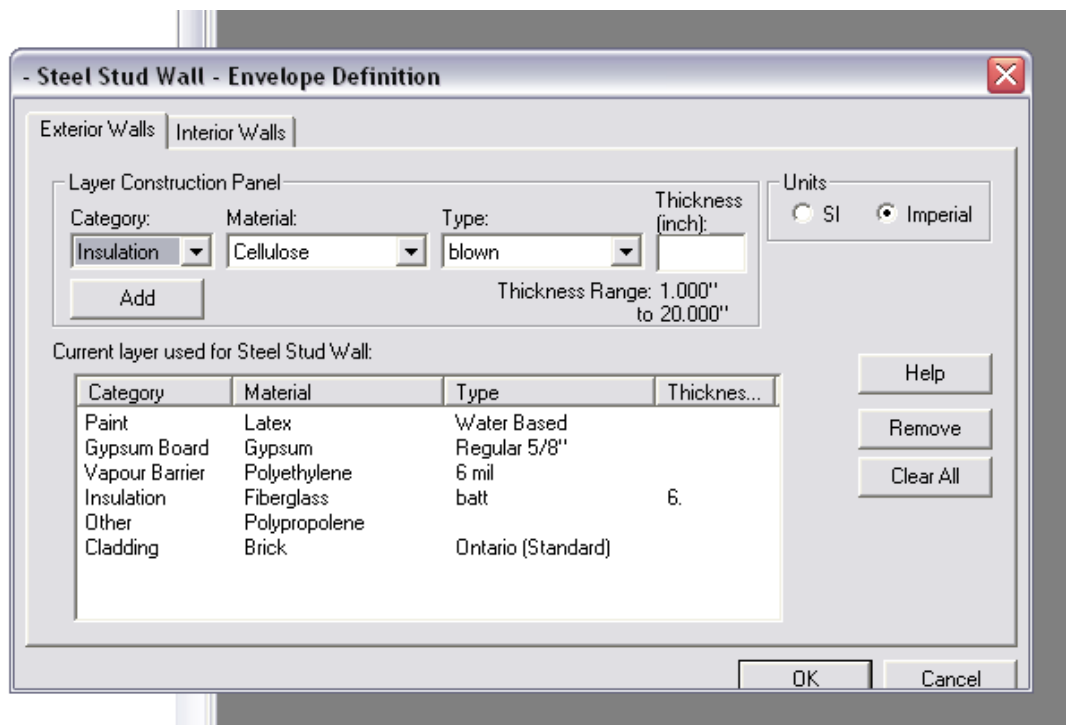 - Steel Stud Wall - Envelope Definition
Exterior Walls Interior Walls
Layer Construction Panel
Units
Category: Material: Type: Thickness (inch):
SI Imperial
Insulation Cellulose blown
Add
Thickness Range: 1.000"
to 20.000"
Current layer used for Steel Stud Wall:
Category Material Type Thicknes...
Paint Latex Water Based
Gypsum Board Gypsum Regular 5/8"
Vapour Barrier Polyethylene 6 mil
Insulation Fiberglass batt 6.
Other Polypropolene
Cladding Brick Ontario (Standard)
Help
Remove
Clear All
OK Cancel